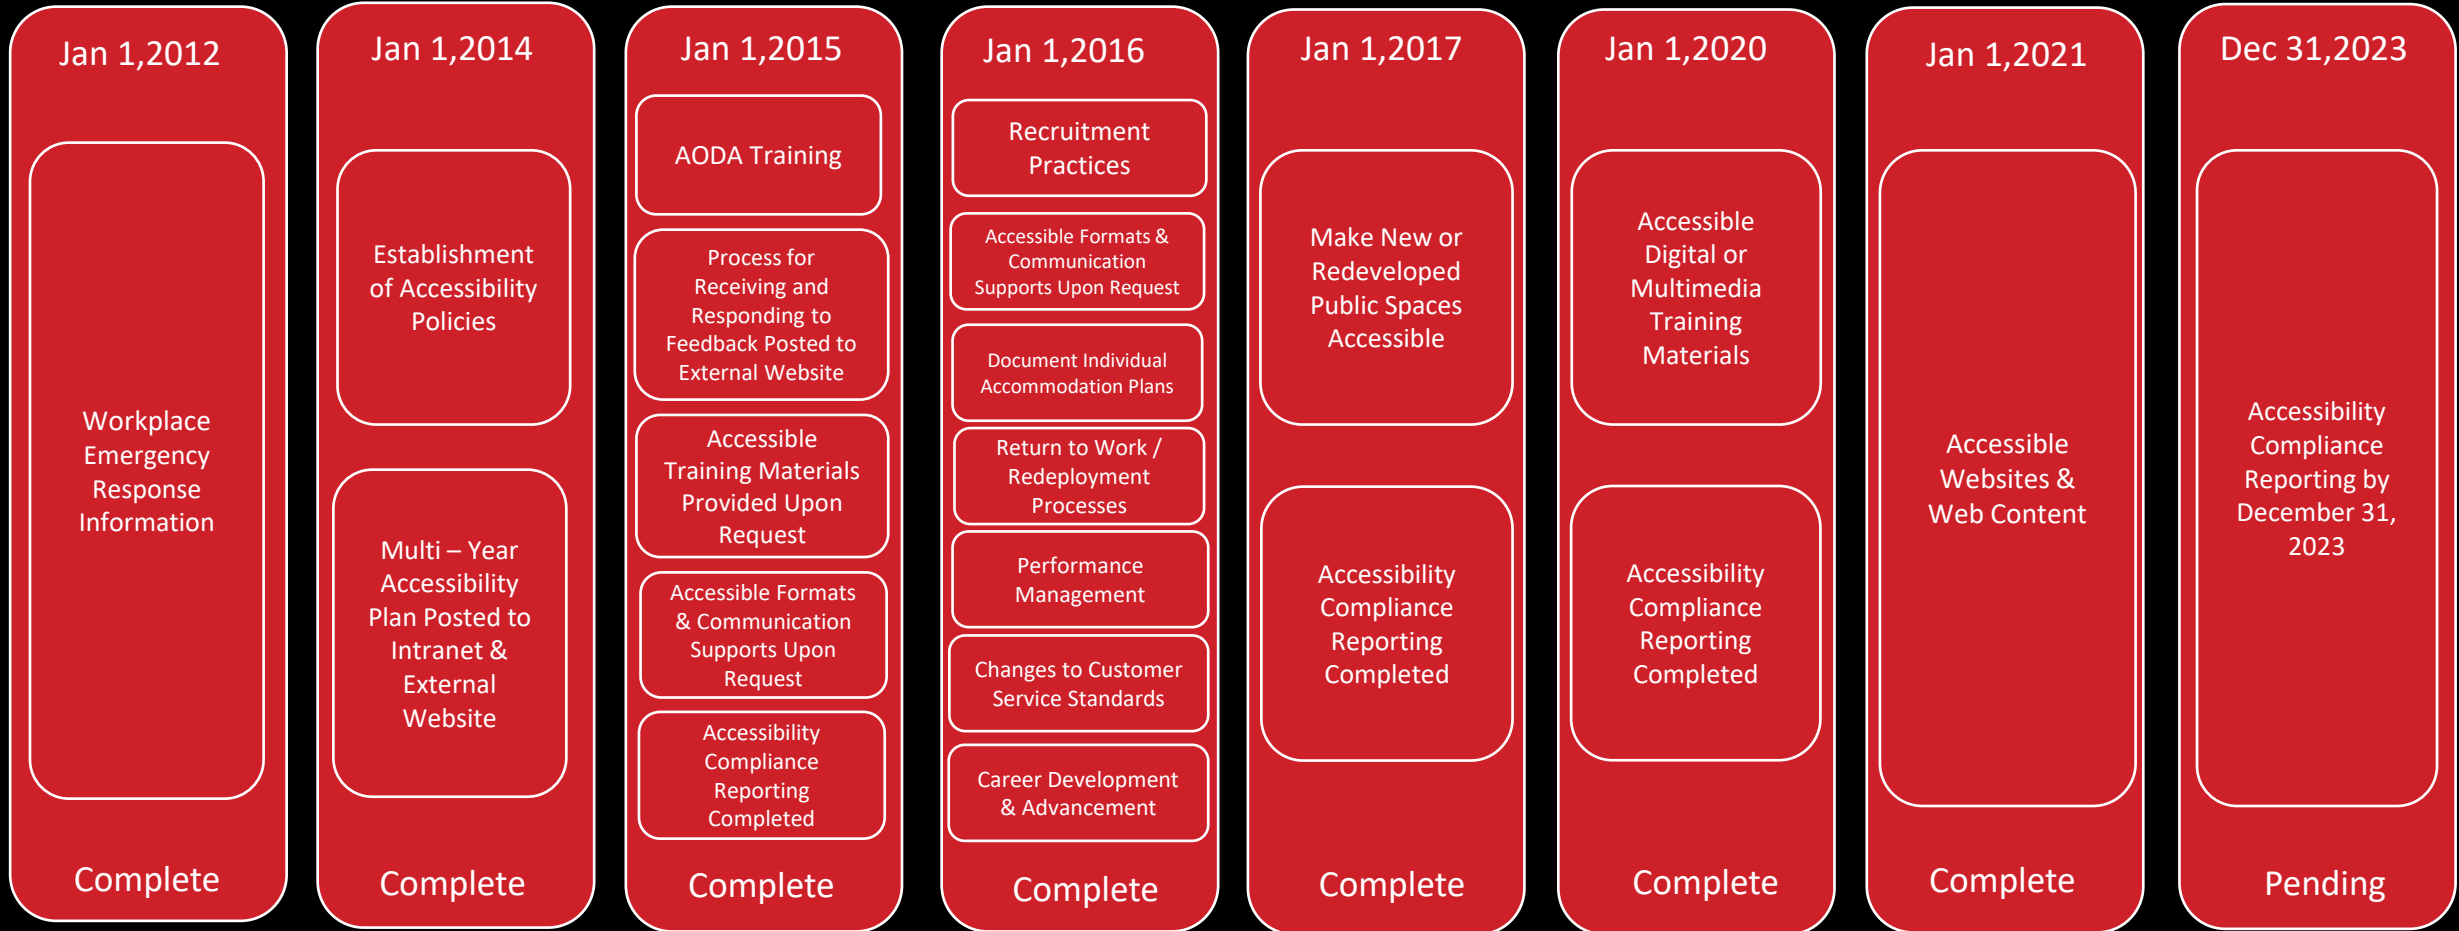 Jan 1,2012
Workplace
Emergency
Response
Information
Complete
Jan 1,2014
Establishment
of Accessibility
Policies
Multi – Year
Accessibility
Plan Posted to
Intranet &
External
Website
Complete
Jan 1,2015
AODA Training
Process for
Receiving and
Responding to
Feedback Posted to
External Website
Accessible
Training Materials
Provided Upon
Request
Accessible Formats
& Communication
Supports Upon
Request
Accessibility
Compliance
Reporting
Completed
Complete
Jan 1,2016
Recruitment
Practices
Accessible Formats &
Communication
Supports Upon Request
Document Individual
Accommodation Plans
Return to Work /
Redeployment
Processes
Performance
Management
Changes to Customer
Service Standards
Career Development
& Advancement
Complete
Jan 1,2017
Make New or
Redeveloped
Public Spaces
Accessible
Accessibility
Compliance
Reporting
Completed
Complete
Jan 1,2020
Accessible
Digital or
Multimedia
Training
Materials
Accessibility
Compliance
Reporting
Completed
Complete
Jan 1,2021
Accessible
Websites &
Web Content
Complete
Dec 31,2023
Accessibility
Compliance
Reporting by
December 31,
2023
Pending